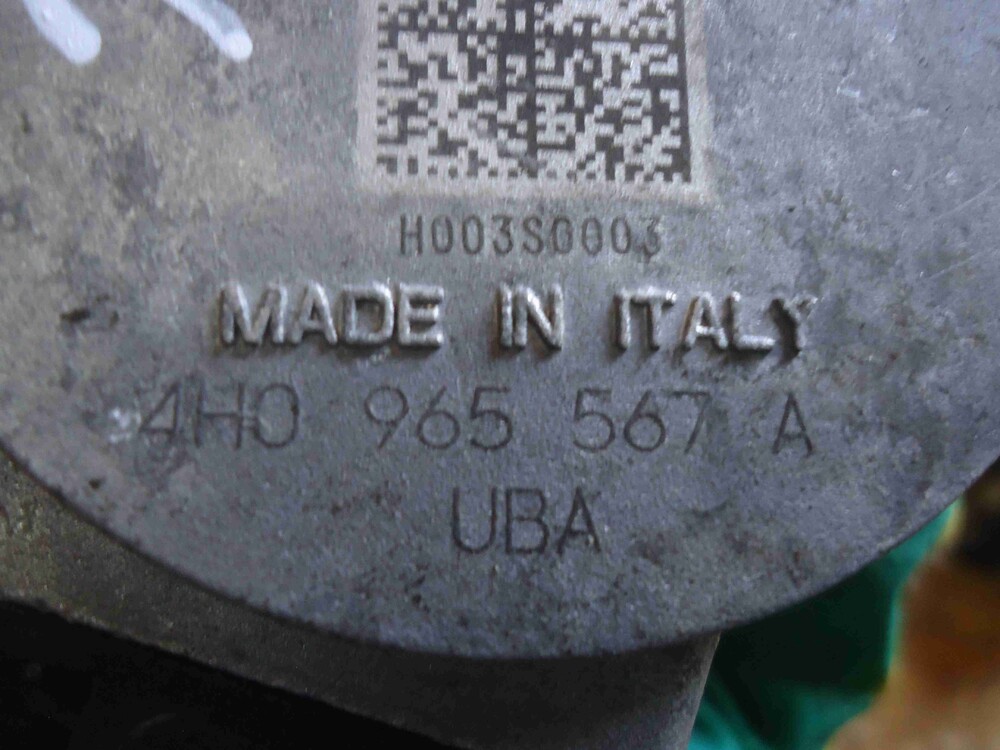 H003S0003
MADE IN ITALY
4H0 965 567 A
UBA